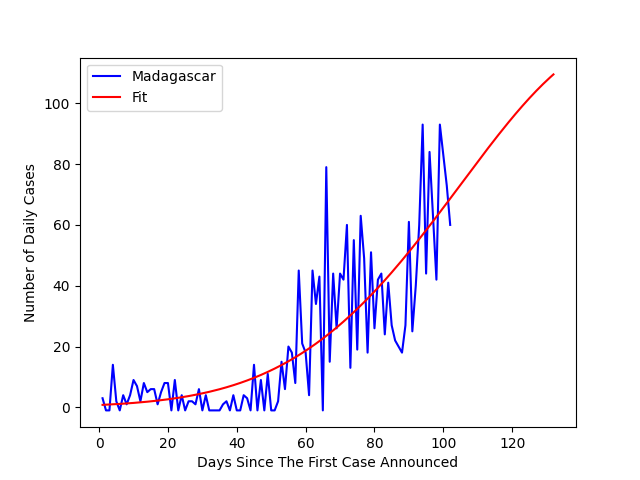 Madagascar
Fit
Number of Daily Cases
100
80
60
40
20
0
0 20 40 60 80 100 120
Days Since The First Case Announced